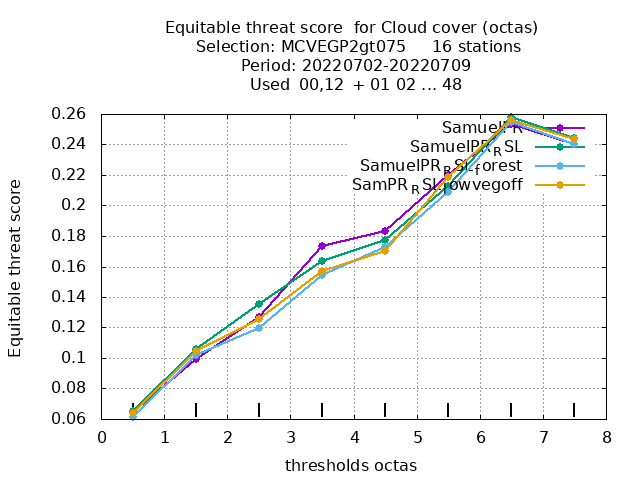 Equitable threat score  for Cloud cover (octas)
Selection: MCVEGP2gt075     16 stations
Period: 20220702-20220709
Used  00,12  + 01 02 ... 48
Equitable threat score
0.26
0.24
0.22
0.2
0.18
0.16
0.14
0.12
0.1
0.08
0.06
SamuelPR
SamuelPR_RSL
SamuelPR_RSL_forest
0 1 2 3 4 5 6 7 8
thresholds octas